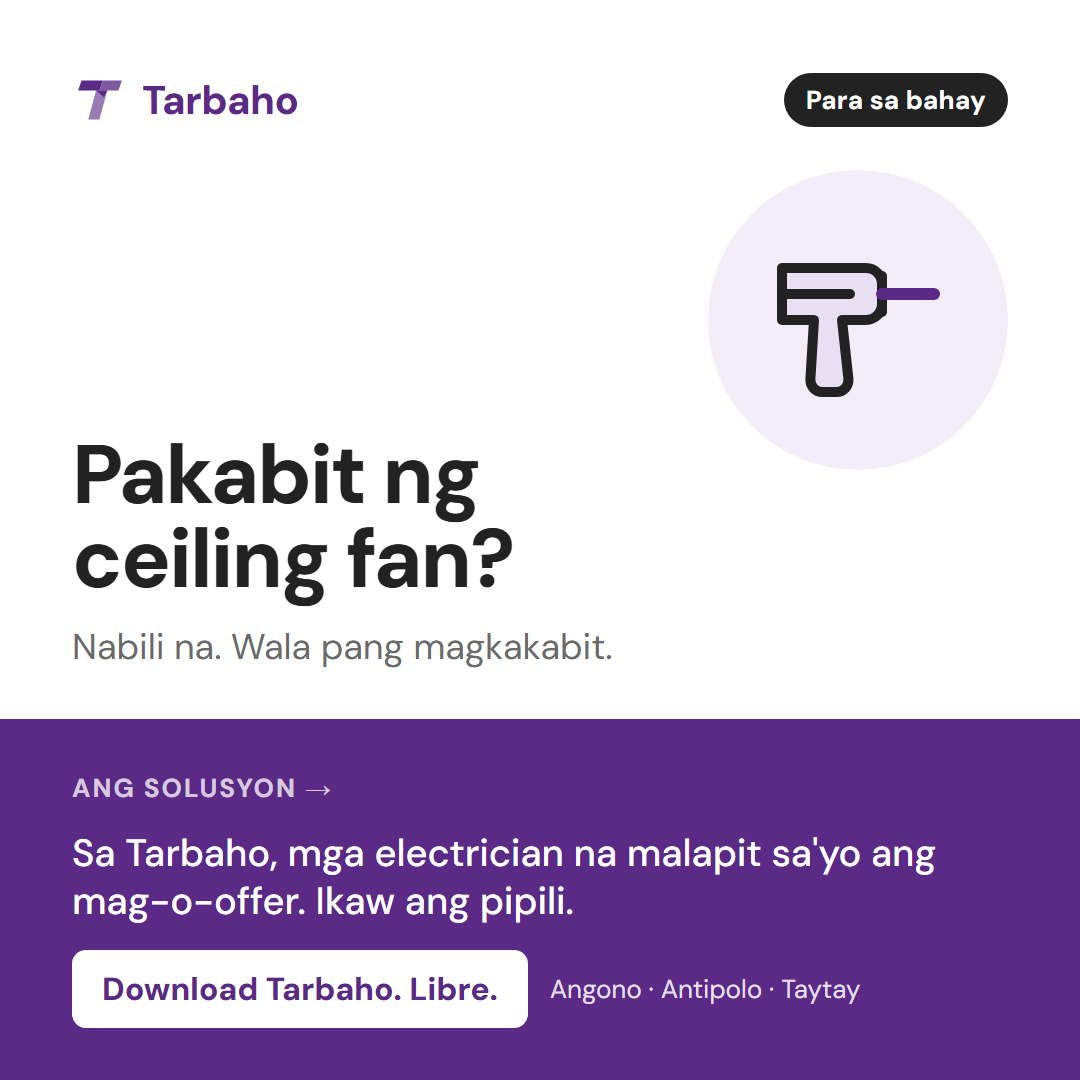 Tarbaho
Para sa bahay
Pakabit ng
ceiling fan?
Nabili na. Wala pang magkakabit.
ANG SOLUSYON →
Sa Tarbaho, mga electrician na malapit sa'yo ang
mag-o-offer. Ikaw ang pipili.
Download Tarbaho. Libre.
Angono · Antipolo · Taytay